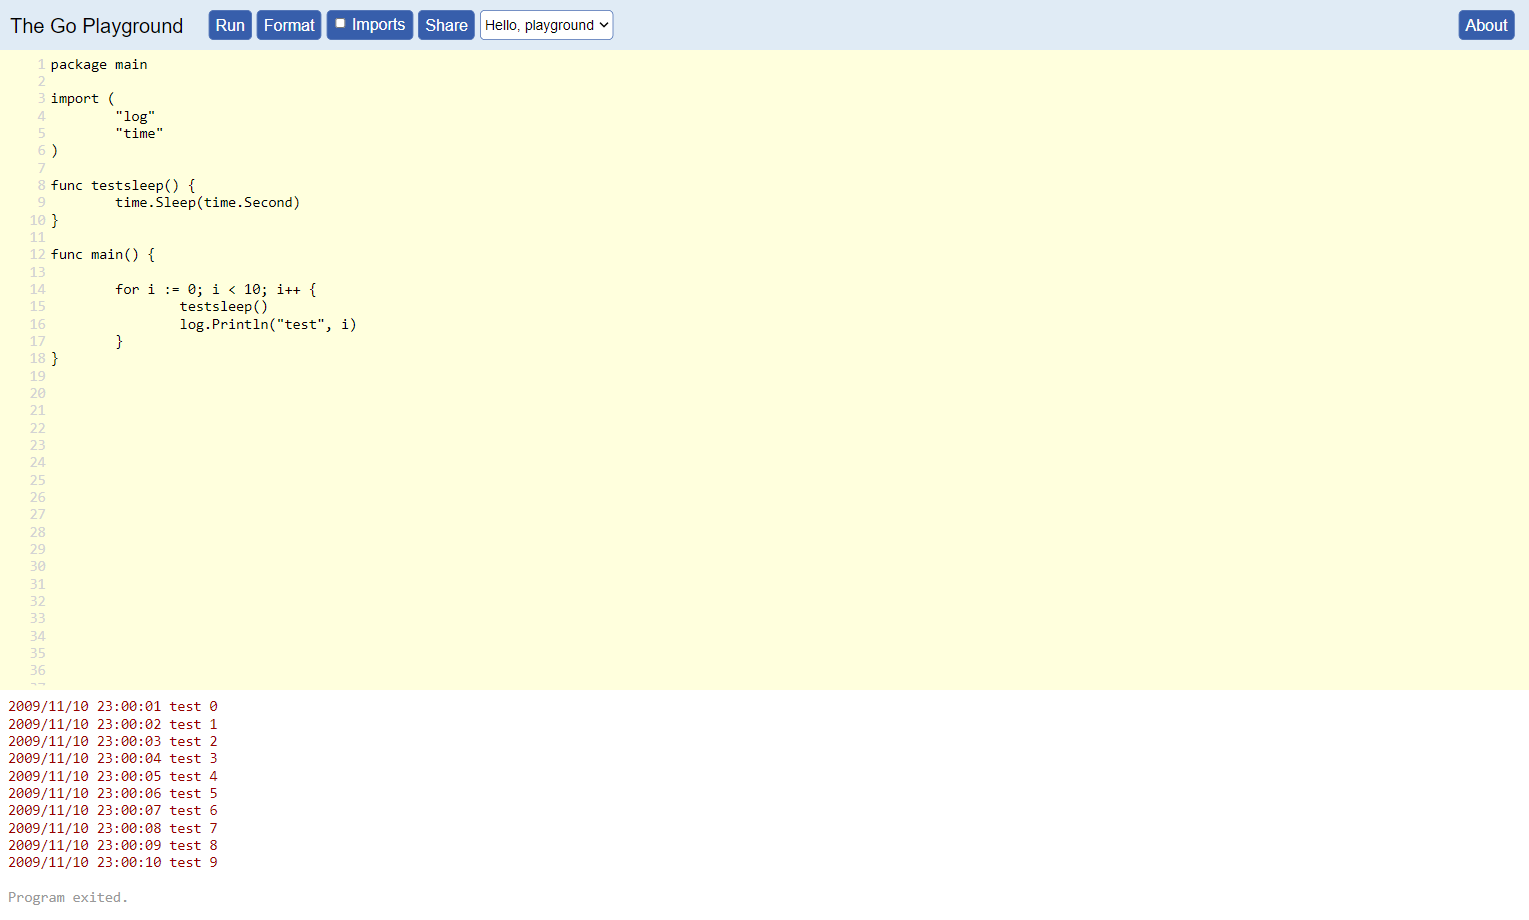 The Go Playground Run Format Imports Share Hello, playground About
1 package main
2
3 import (
4 "log"
5 "time"
6 )
7
8 func testsleep() {
9 time.Sleep(time.Second)
10 }
11
12 func main() {
13
14 for i := 0; i < 10; i++ {
15 testsleep()
16 log.Println("test", i)
17 }
18 }
19
20
21
22
23
24
25
26
27
28
29
30
31
32
33
34
35
36
2009/11/10 23:00:01 test 0
2009/11/10 23:00:02 test 1
2009/11/10 23:00:03 test 2
2009/11/10 23:00:04 test 3
2009/11/10 23:00:05 test 4
2009/11/10 23:00:06 test 5
2009/11/10 23:00:07 test 6
2009/11/10 23:00:08 test 7
2009/11/10 23:00:09 test 8
2009/11/10 23:00:10 test 9
Program exited.